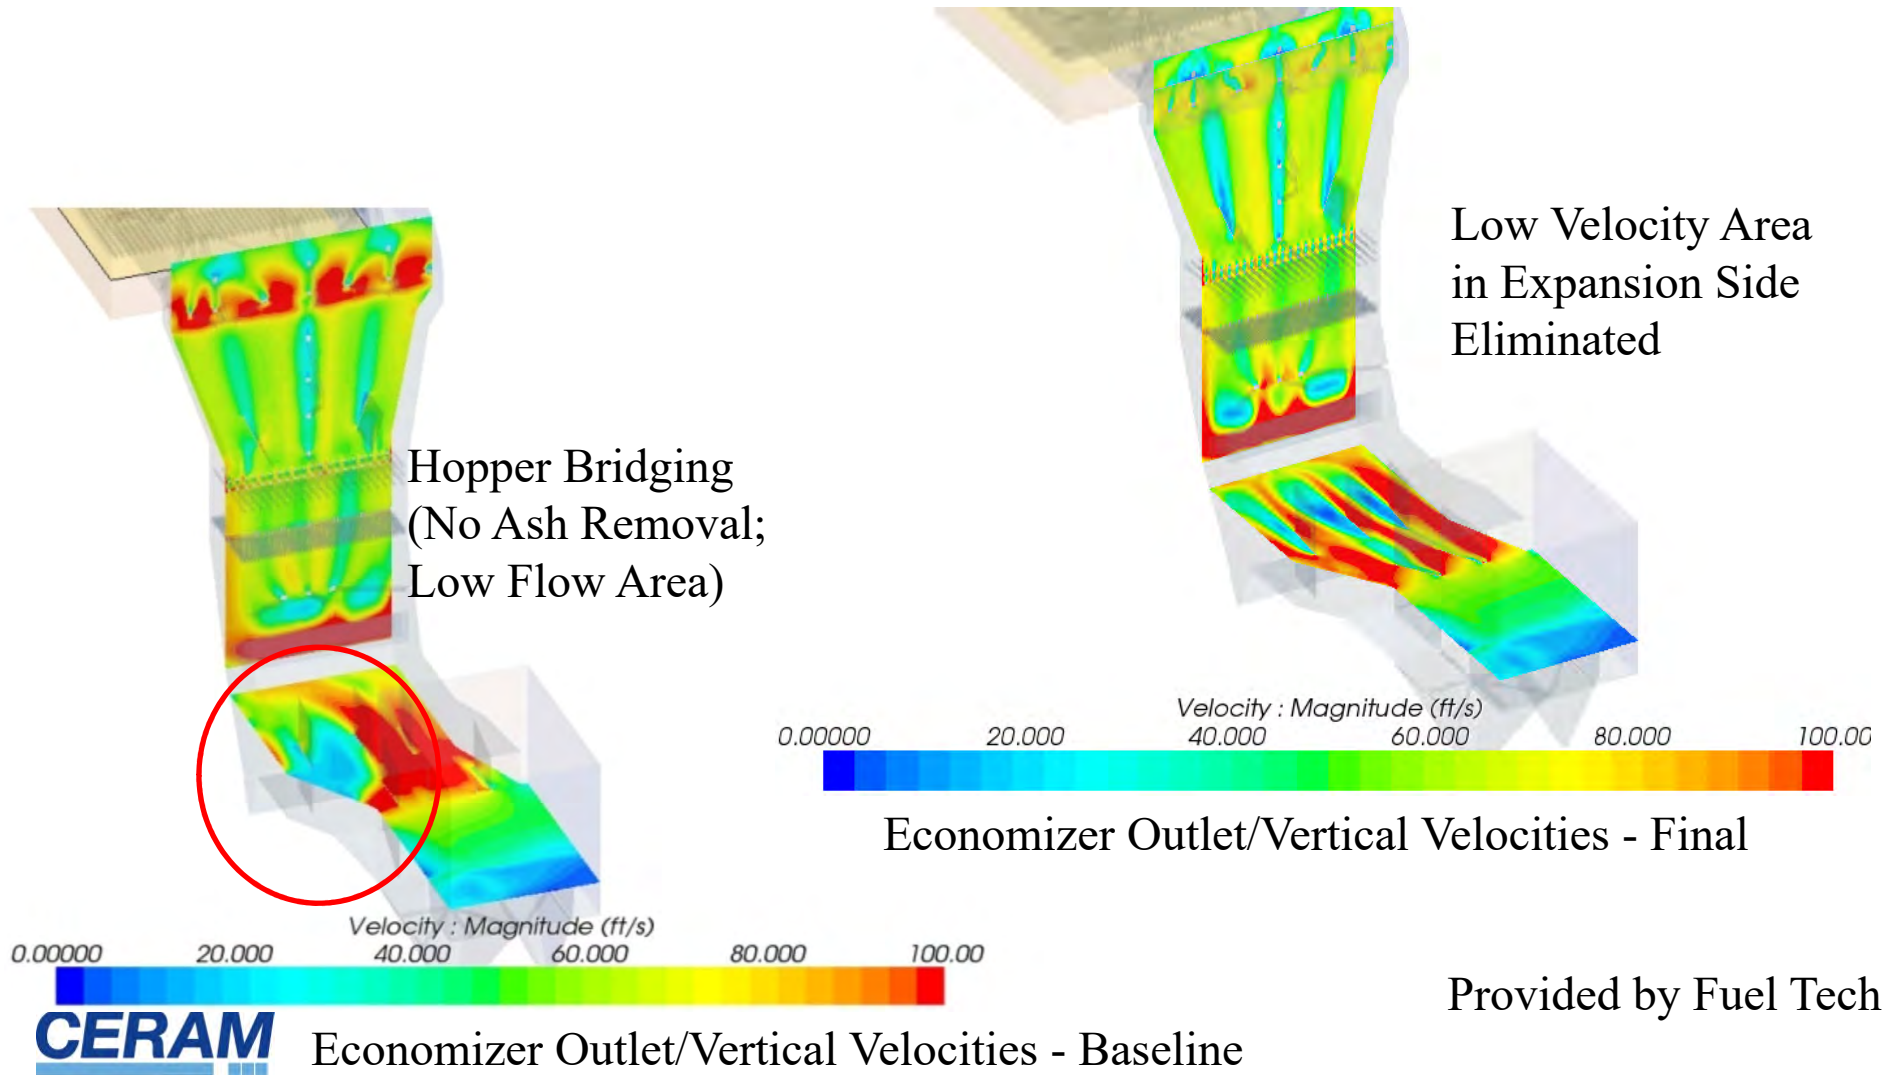 Low Velocity Area
in Expansion Side
Eliminated
Hopper Bridging
(No Ash Removal;
Low Flow Area)
Velocity : Magnitude (ft/s)
0.00000 20.000 40.000 60.000 80.000 100.00
Economizer Outlet/Vertical Velocities - Final
Velocity : Magnitude (ft/s)
0.00000 20.000 40.000 60.000 80.000 100.00
Provided by Fuel Tech
CERAM
Economizer Outlet/Vertical Velocities - Baseline